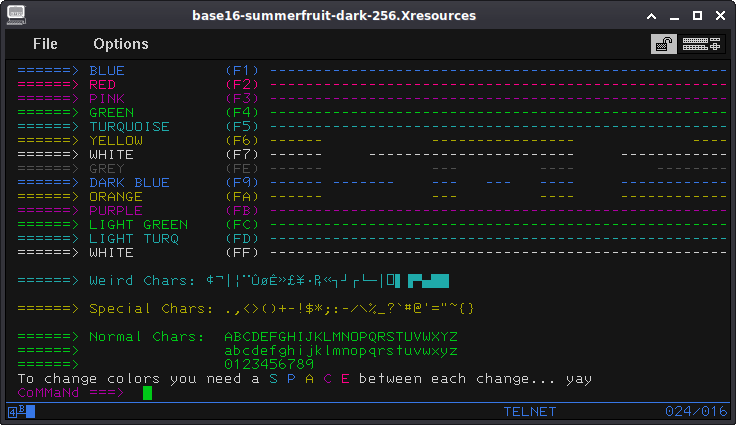 base16-summerfruit-dark-256.Xresources
File Options
======> BLUE (F1) ---------------------------------------------------
======> RED (F2) ---------------------------------------------------
======> PINK (F3) ---------------------------------------------------
======> GREEN (F4) ---------------------------------------------------
======> TURQUOISE (F5) ---------------------------------------------------
======> YELLOW (F6) ------ ---------------- ----
======> WHITE (F7) ------ ---------------------------- ------------
======> GREY (FE) ------ --- ---- ------------
======> DARK BLUE (F9) ------ ------- --- --- ---- ------------
======> ORANGE (FA) ------ --- ---- ------------
======> PURPLE (FB) ---------------------------------------------------
======> LIGHT GREEN (FC) ---------------------------------------------------
======> LIGHT TURQ (FD) ---------------------------------------------------
======> WHITE (FF) ---------------------------------------------------
======> Weird Chars: ¢¬|¦¨ÛøÊ»£¥·₧«┐┘┌└─│
======> Special Chars: .,<>()+-!$*;:-/\%_?`#@'="~{}
======> Normal Chars: ABCDEFGHIJKLMNOPQRSTUVWXYZ
======> abcdefghijklmnopqrstuvwxyz
======> 0123456789
To change colors you need a S P A C E between each change... yay
CoMMaNd ===>
4 B TELNET 024/016